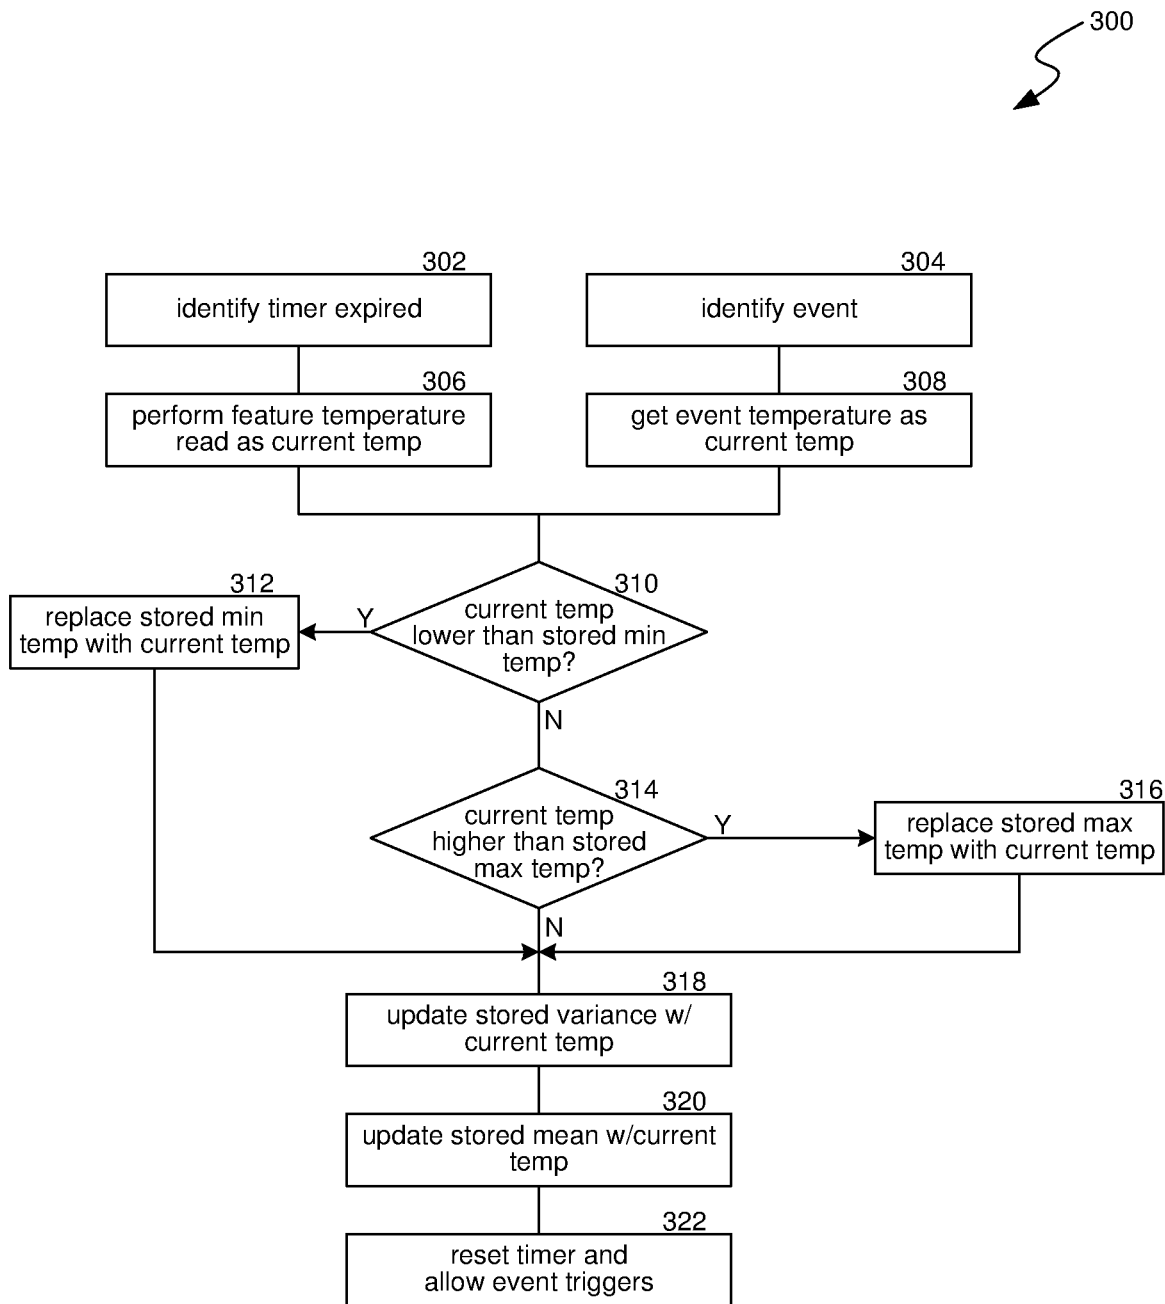 300
302
identify timer expired
304
identify event
306
perform feature temperature
read as current temp
308
get event temperature as
current temp
310
current temp
lower than stored min
temp?
Y
312
replace stored min
temp with current temp
N
314
current temp
higher than stored
max temp?
Y
316
replace stored max
temp with current temp
N
318
update stored variance w/
current temp
320
update stored mean w/current
temp
322
reset timer and
allow event triggers